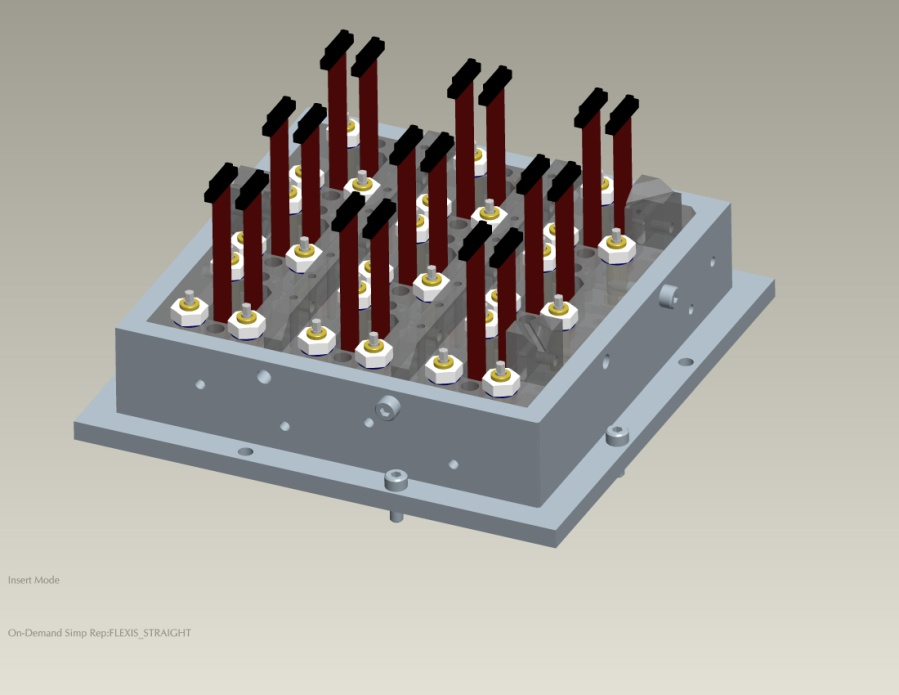 Insert Mode
On-Demand Simp Rep:FLEXIS_STRAIGHT